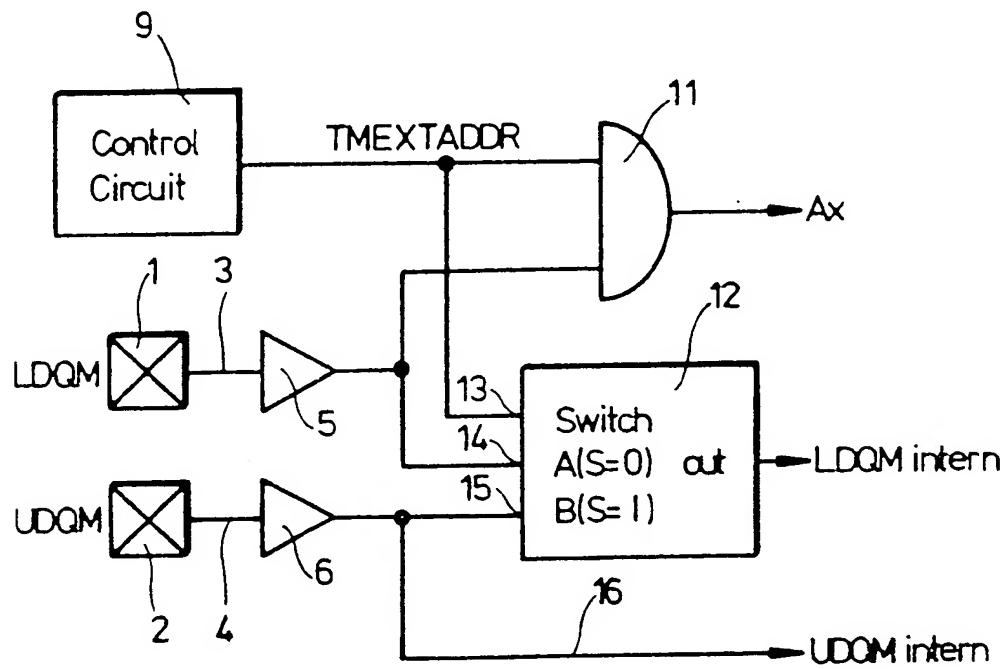 9
Control
Circuit
TMEXTADDR
11
Ax
1
3
12
LDQM
5
13
Switch
14
A(S=0) out
LDQM intern
15
B(S=1)
UDQM
6
2
4
16
UDQM intern